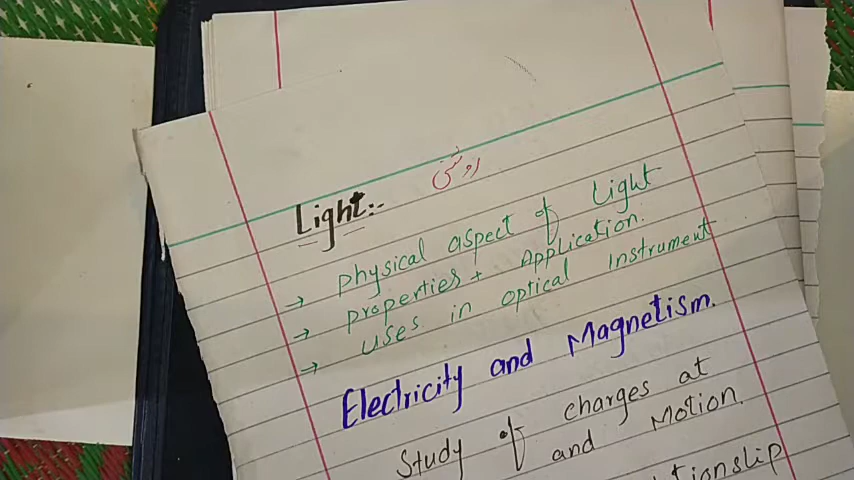 روشنی
Light:-
→ physical aspect of Light
→ properties + Application.
→ uses in optical Instrument
Electricity and Magnetism.
Study of charges at
and Motion.